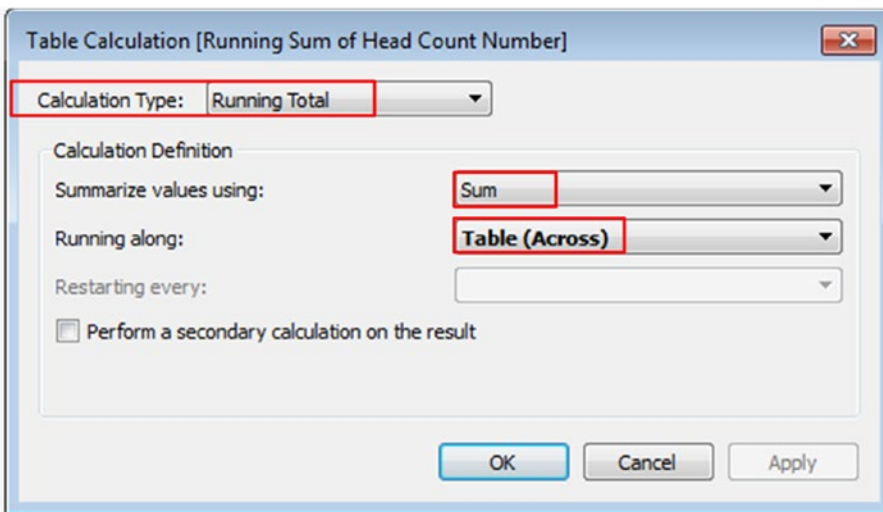 Table Calculation [Running Sum of Head Count Number]
Calculation Type: Running Total
Calculation Definition
Summarize values using: Sum
Running along: Table (Across)
Restarting every:
Perform a secondary calculation on the result
OK Cancel Apply